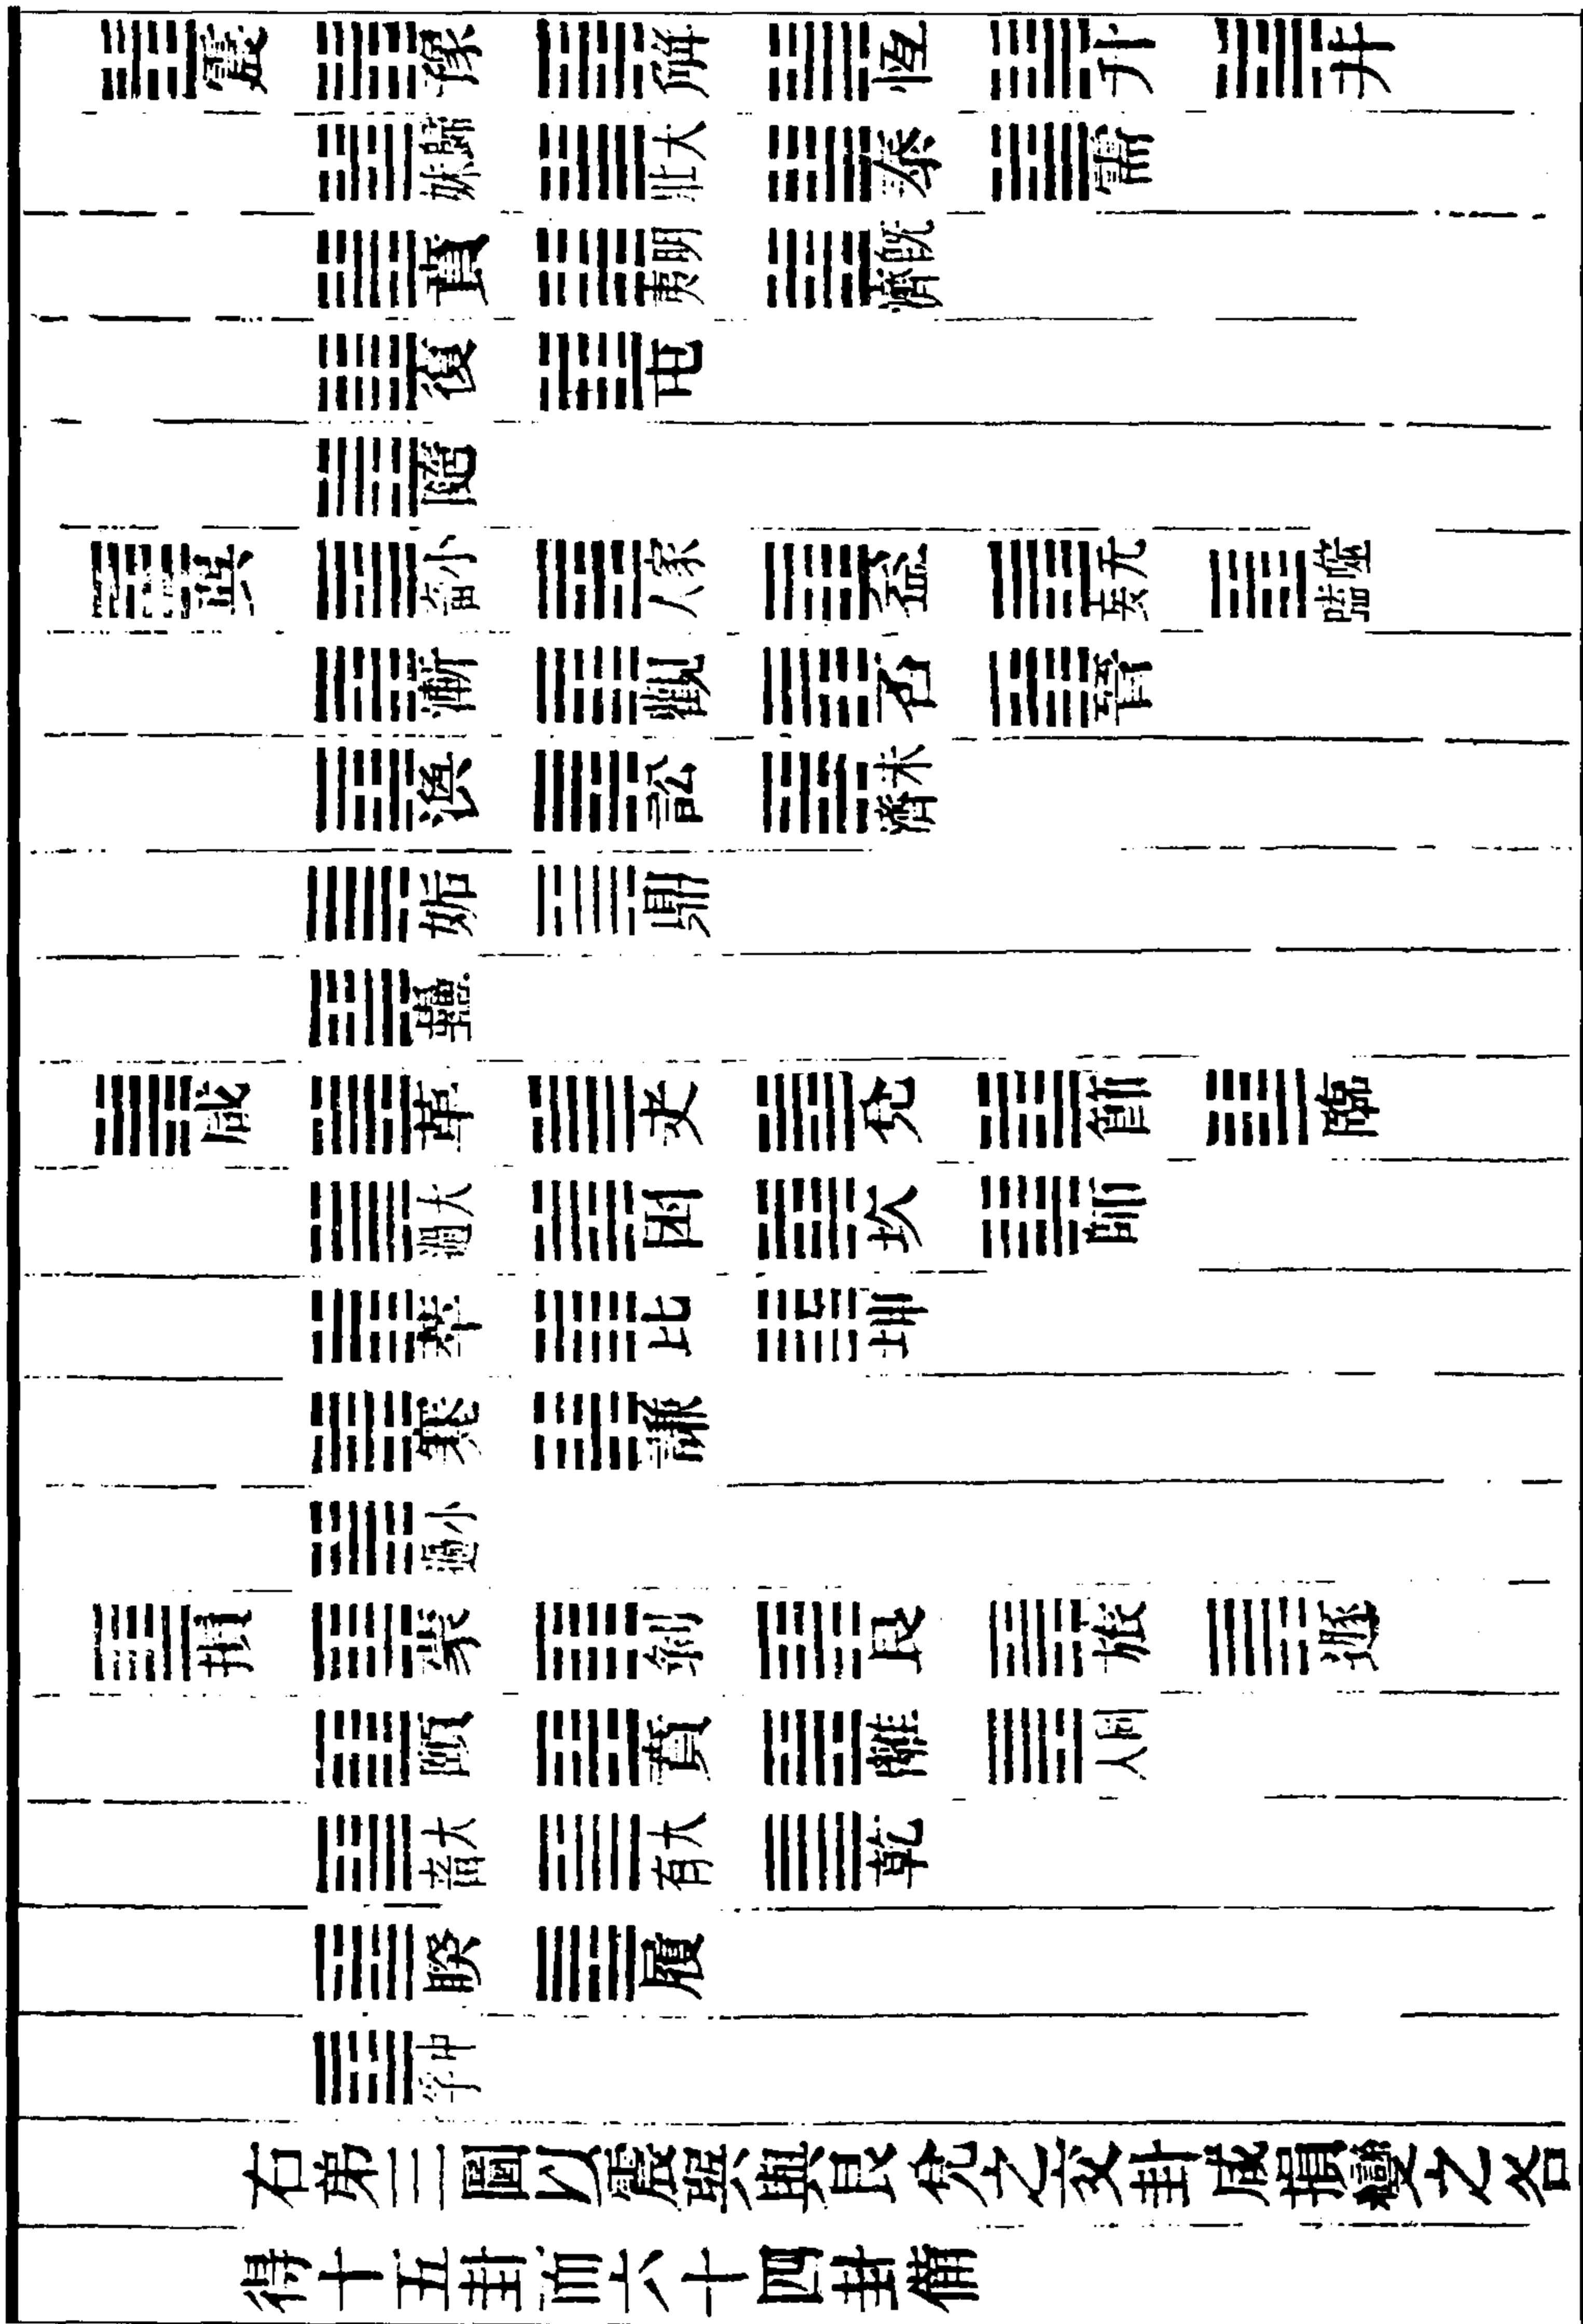 震 豫 解 恆 升 井
歸妹 大壯 泰 需
豐 明夷 既濟
復 屯
隨
巽 小畜 家人 益 无妄 噬嗑
漸 觀 否 晉
渙 訟 未濟
姤 鼎
蠱
咸 革 夬 兌 節 臨
大過 困 坎 師
萃 比 坤
蹇 謙
小過
損 蒙 剝 艮 旅 遯
頤 賁 離 同人
大畜 大有 乾
睽 履
中孚
右第三圖以震巽與艮兌之交卦咸損變之各
得十五卦而六十四卦備